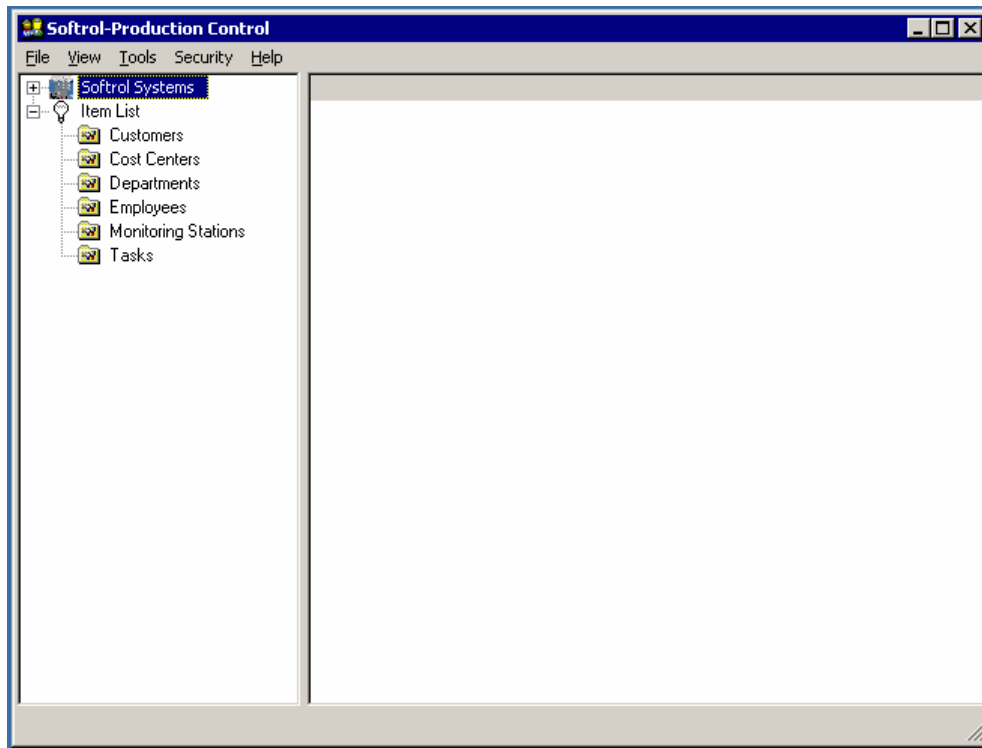 Softrol-Production Control
File View Tools Security Help
Softrol Systems
Item List
Customers
Cost Centers
Departments
Employees
Monitoring Stations
Tasks